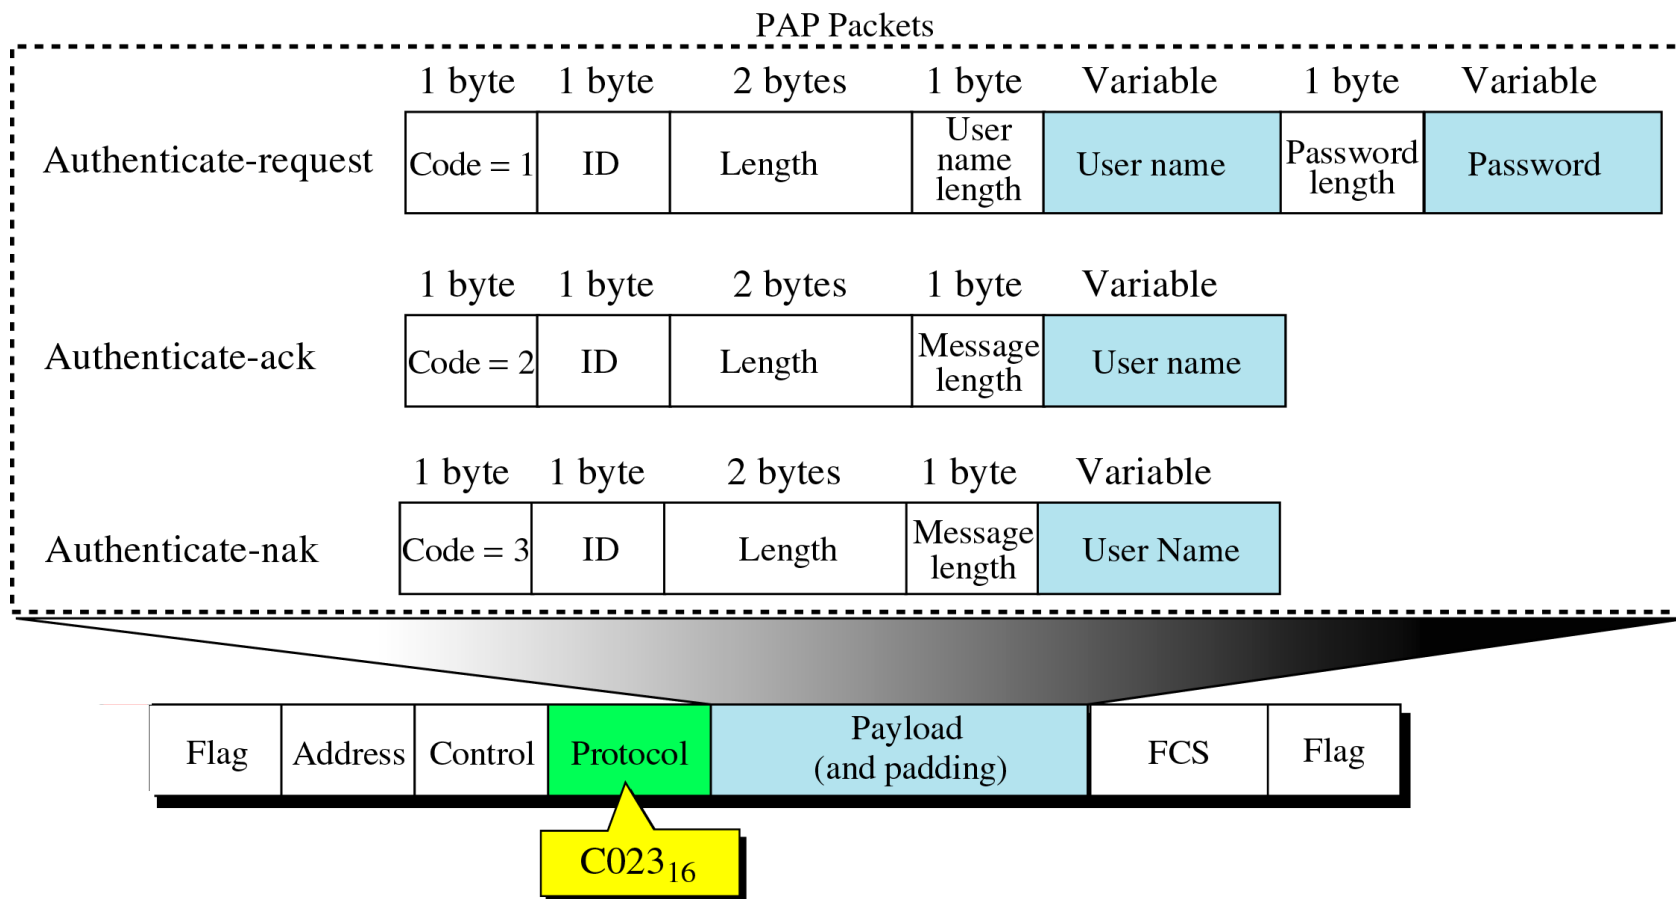 PAP Packets
1 byte 1 byte 2 bytes 1 byte Variable 1 byte Variable
Authenticate-request
Code = 1
ID
Length
User
name
length
User name
Password
length
Password
1 byte 1 byte 2 bytes 1 byte Variable
Authenticate-ack
Code = 2
ID
Length
Message
length
User name
1 byte 1 byte 2 bytes 1 byte Variable
Authenticate-nak
Code = 3
ID
Length
Message
length
User Name
Flag
Address
Control
Protocol
Payload
(and padding)
FCS
Flag
C023₁₆